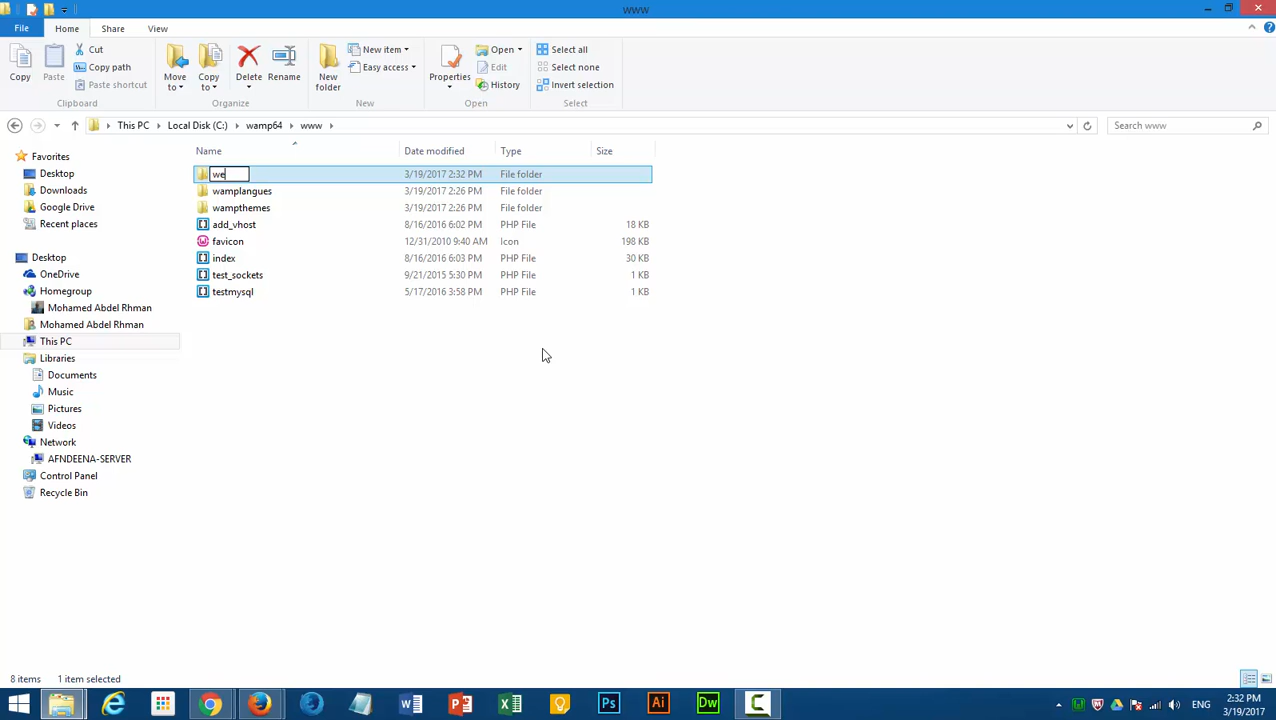 www
File Home Share View
Copy Paste Cut Copy path Paste shortcut Move to Copy to Delete Rename New folder New item Easy access Properties Open Edit History Select all Select none Invert selection
Clipboard Organize New Open Select
This PC Local Disk (C:) wamp64 www Search www
Name Date modified Type Size
we 3/19/2017 2:32 PM File folder
wamplangues 3/19/2017 2:26 PM File folder
wampthemes 3/19/2017 2:26 PM File folder
add_vhost 8/16/2016 6:02 PM PHP File 18 KB
favicon 12/31/2010 9:40 AM Icon 198 KB
index 8/16/2016 6:03 PM PHP File 30 KB
test_sockets 9/21/2015 5:30 PM PHP File 1 KB
testmysql 5/17/2016 3:58 PM PHP File 1 KB
Favorites
Desktop
Downloads
Google Drive
Recent places
Desktop
OneDrive
Homegroup
Mohamed Abdel Rhman
Mohamed Abdel Rhman
This PC
Libraries
Documents
Music
Pictures
Videos
Network
AFNDEENA-SERVER
Control Panel
Recycle Bin
8 items 1 item selected
Ps Ai Dw
ENG 2:32 PM
3/19/2017